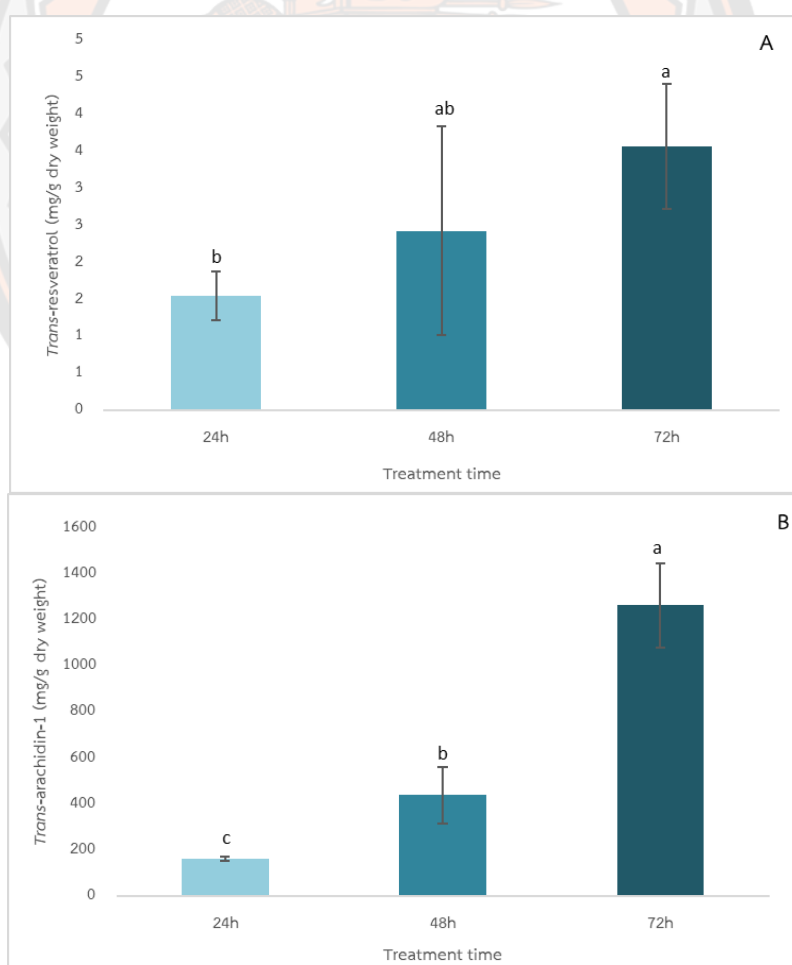 A
5
5
4
4
3
3
2
2
1
1
0
Trans-resveratrol (mg/g dry weight)
b
ab
a
24h 48h 72h
Treatment time
B
1600
1400
1200
1000
800
600
400
200
0
Trans-arachidin-1 (mg/g dry weight)
c
b
a
24h 48h 72h
Treatment time